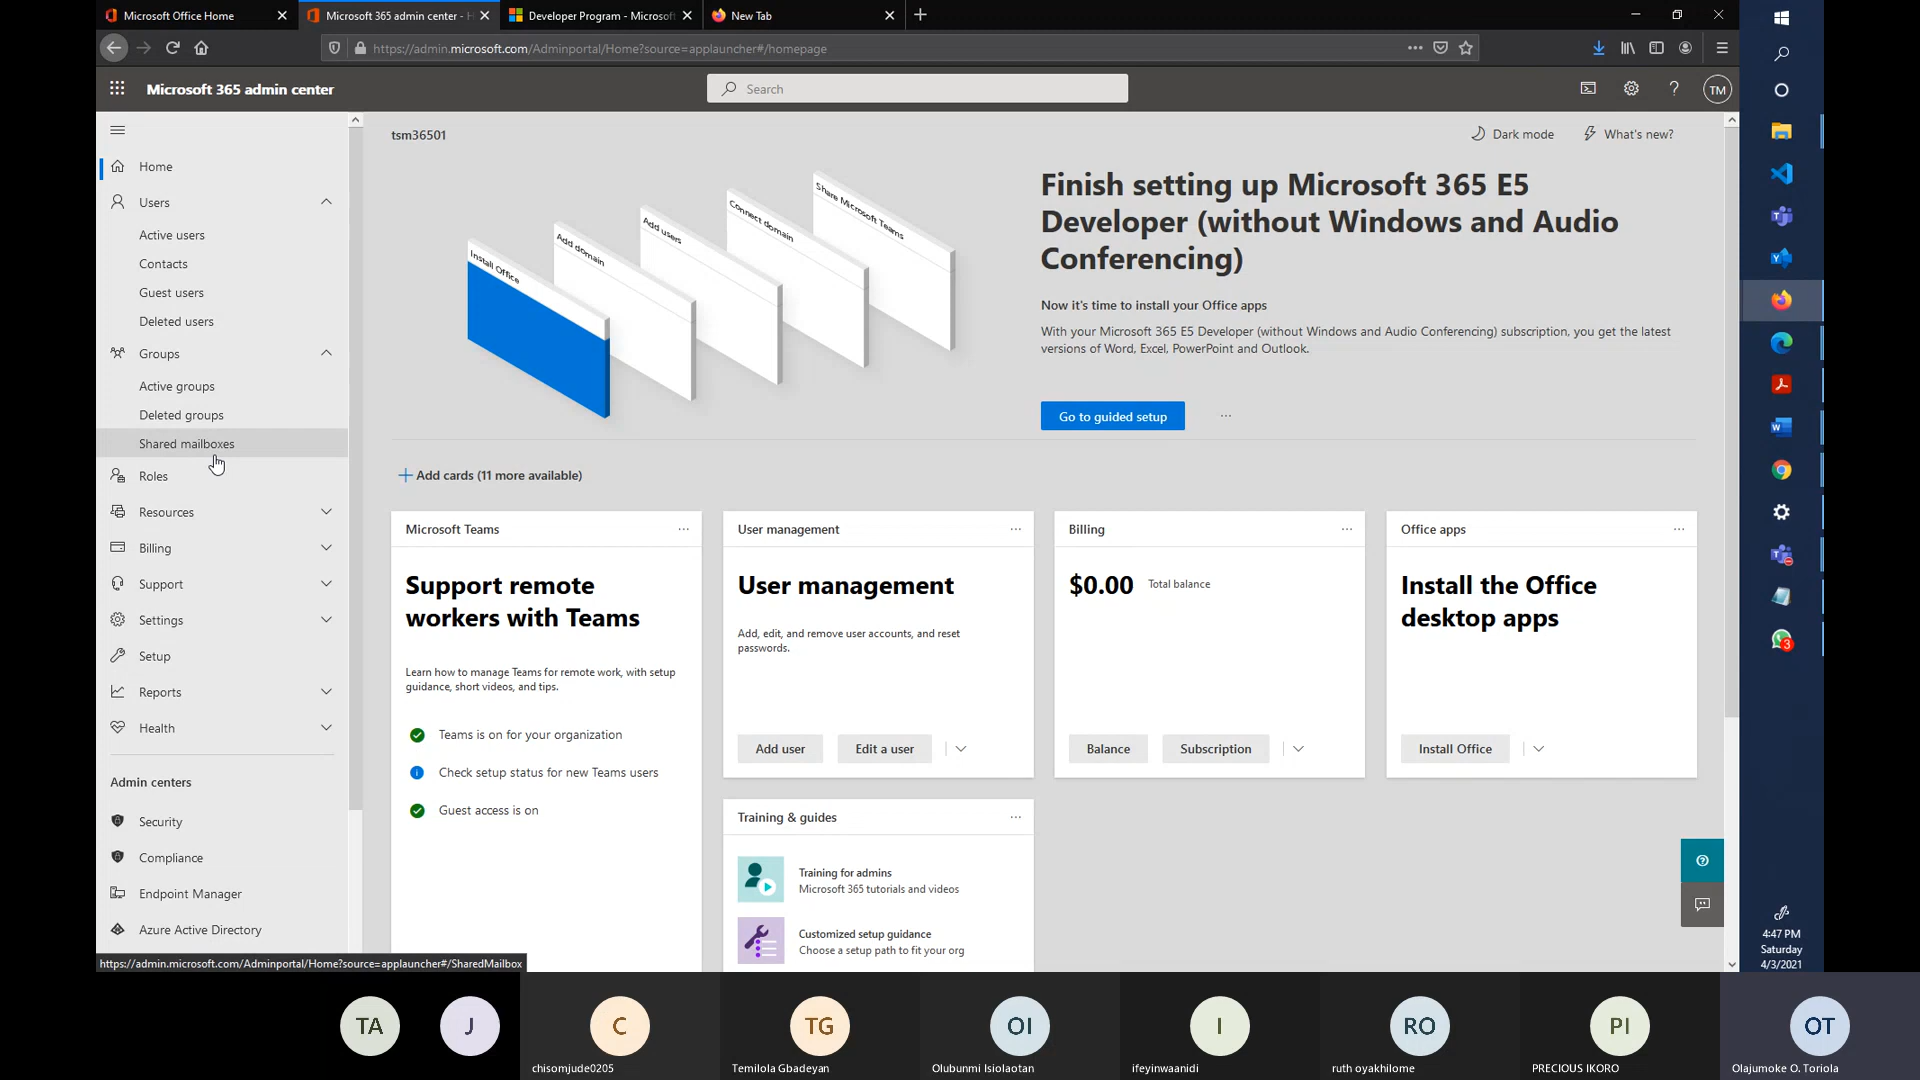 Microsoft Office Home
Microsoft 365 admin center - H
Developer Program - Microsoft
New Tab
https://admin.microsoft.com/Adminportal/Home?source=applauncher#/homepage
Microsoft 365 admin center
Search
TM
tsm36501
Dark mode
What's new?
Home
Users
Active users
Contacts
Guest users
Deleted users
Groups
Active groups
Deleted groups
Shared mailboxes
Roles
Resources
Billing
Support
Settings
Setup
Reports
Health
Admin centers
Security
Compliance
Endpoint Manager
Azure Active Directory
https://admin.microsoft.com/Adminportal/Home?source=applauncher#/SharedMailbox
Install Office
Add domain
Add users
Connect domain
Share Microsoft Teams
Finish setting up Microsoft 365 E5
Developer (without Windows and Audio
Conferencing)
Now it's time to install your Office apps
With your Microsoft 365 E5 Developer (without Windows and Audio Conferencing) subscription, you get the latest
versions of Word, Excel, PowerPoint and Outlook.
Go to guided setup
Add cards (11 more available)
Microsoft Teams
Support remote
workers with Teams
Learn how to manage Teams for remote work, with setup
guidance, short videos, and tips.
Teams is on for your organization
Check setup status for new Teams users
Guest access is on
User management
User management
Add, edit, and remove user accounts, and reset
passwords.
Add user
Edit a user
Billing
$0.00
Total balance
Balance
Subscription
Office apps
Install the Office
desktop apps
Install Office
Training & guides
Training for admins
Microsoft 365 tutorials and videos
Customized setup guidance
Choose a setup path to fit your org
3
4:47 PM
Saturday
4/3/2021
TA
J
C
chisomjude0205
TG
Temilola Gbadeyan
OI
Olubunmi Isiolaotan
I
ifeyinwaanidi
RO
ruth oyakhilome
PI
PRECIOUS IKORO
OT
Olajumoke O. Toriola